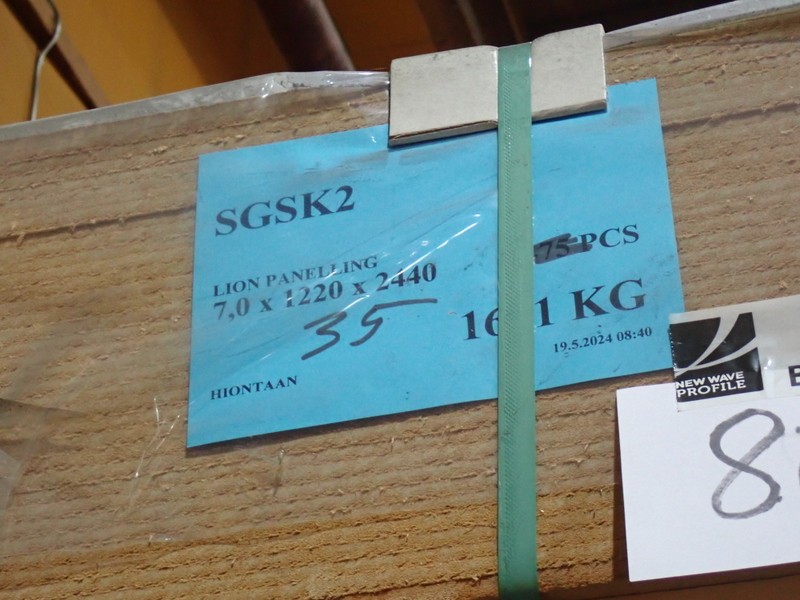 SGSK2
75 PCS
LION PANELLING
7,0 x 1220 x 2440
35
KG
19.5.2024 08:40
HIONTAAN
NEW WAVE
PROFILE